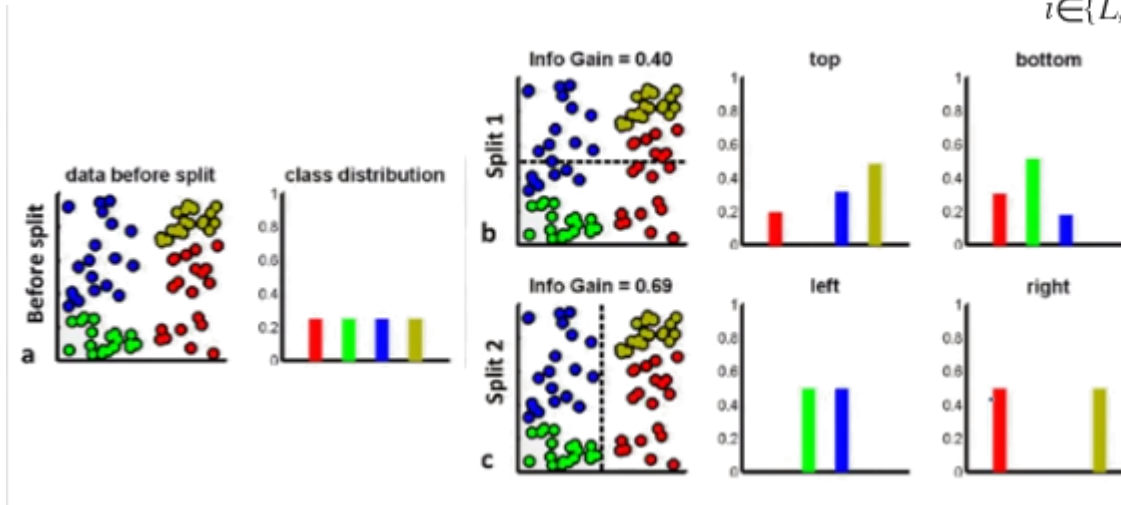 i∈{L,
Before split
a
data before split
class distribution
1
0.8
0.6
0.4
0.2
0
Split 1
b
Info Gain = 0.40
top
1
0.8
0.6
0.4
0.2
0
bottom
1
0.8
0.6
0.4
0.2
0
Split 2
c
Info Gain = 0.69
left
1
0.8
0.6
0.4
0.2
0
right
1
0.8
0.6
0.4
0.2
0